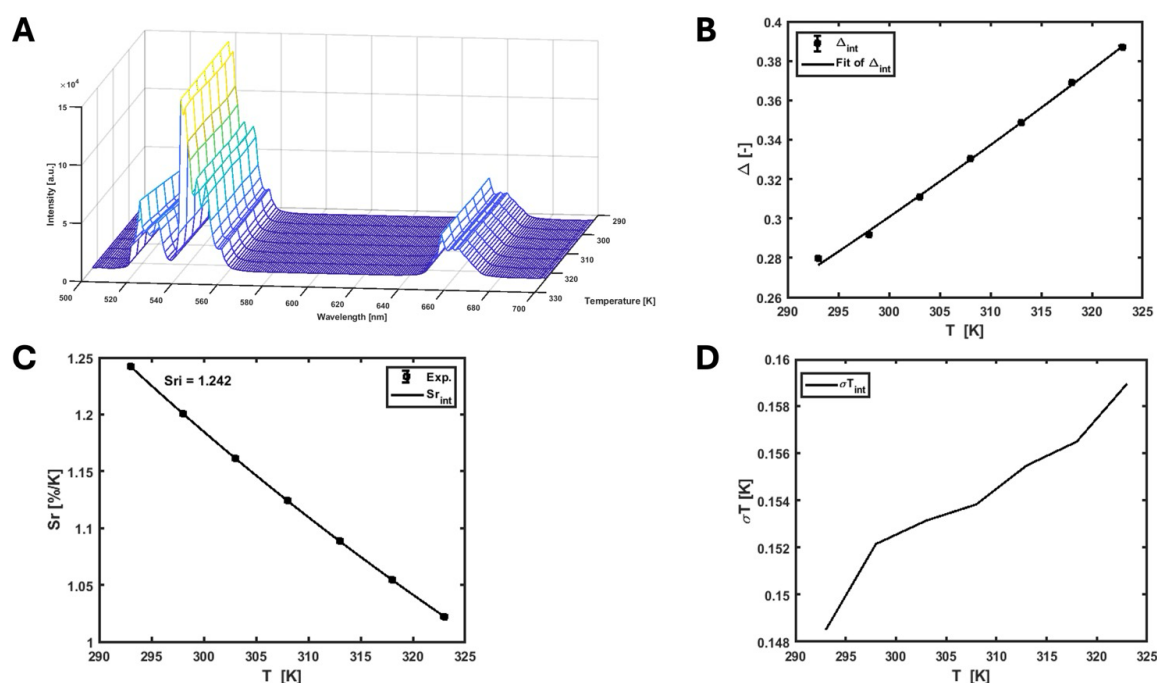 A
×10⁴
15
10
5
0
Intensity [a.u.]
500
520
540
560
580
600
620
640
660
680
700
Wavelength [nm]
290
300
310
320
330
Temperature [K]
B
0.4
0.38
0.36
0.34
0.32
0.3
0.28
0.26
Δ [-]
Δint
Fit of Δint
290 295 300 305 310 315 320 325
T [K]
C
1.25
1.2
1.15
1.1
1.05
1
Sr [%/K]
Sri = 1.242
Exp.
Srint
290 295 300 305 310 315 320 325
T [K]
D
0.16
0.158
0.156
0.154
0.152
0.15
0.148
σT [K]
σTint
290 295 300 305 310 315 320 325
T [K]